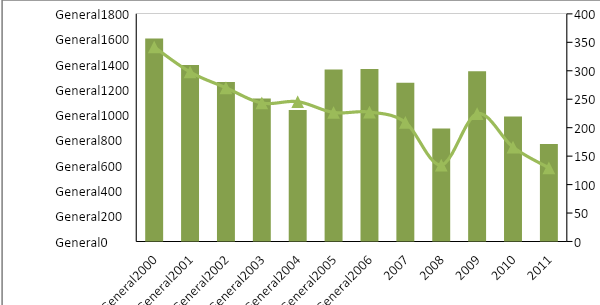 General1800
General1600
General1400
General1200
General1000
General800
General600
General400
General200
General0
400
350
300
250
200
150
100
50
0
General2000
General2001
General2002
General2003
General2004
General2005
General2006
2007
2008
2009
2010
2011